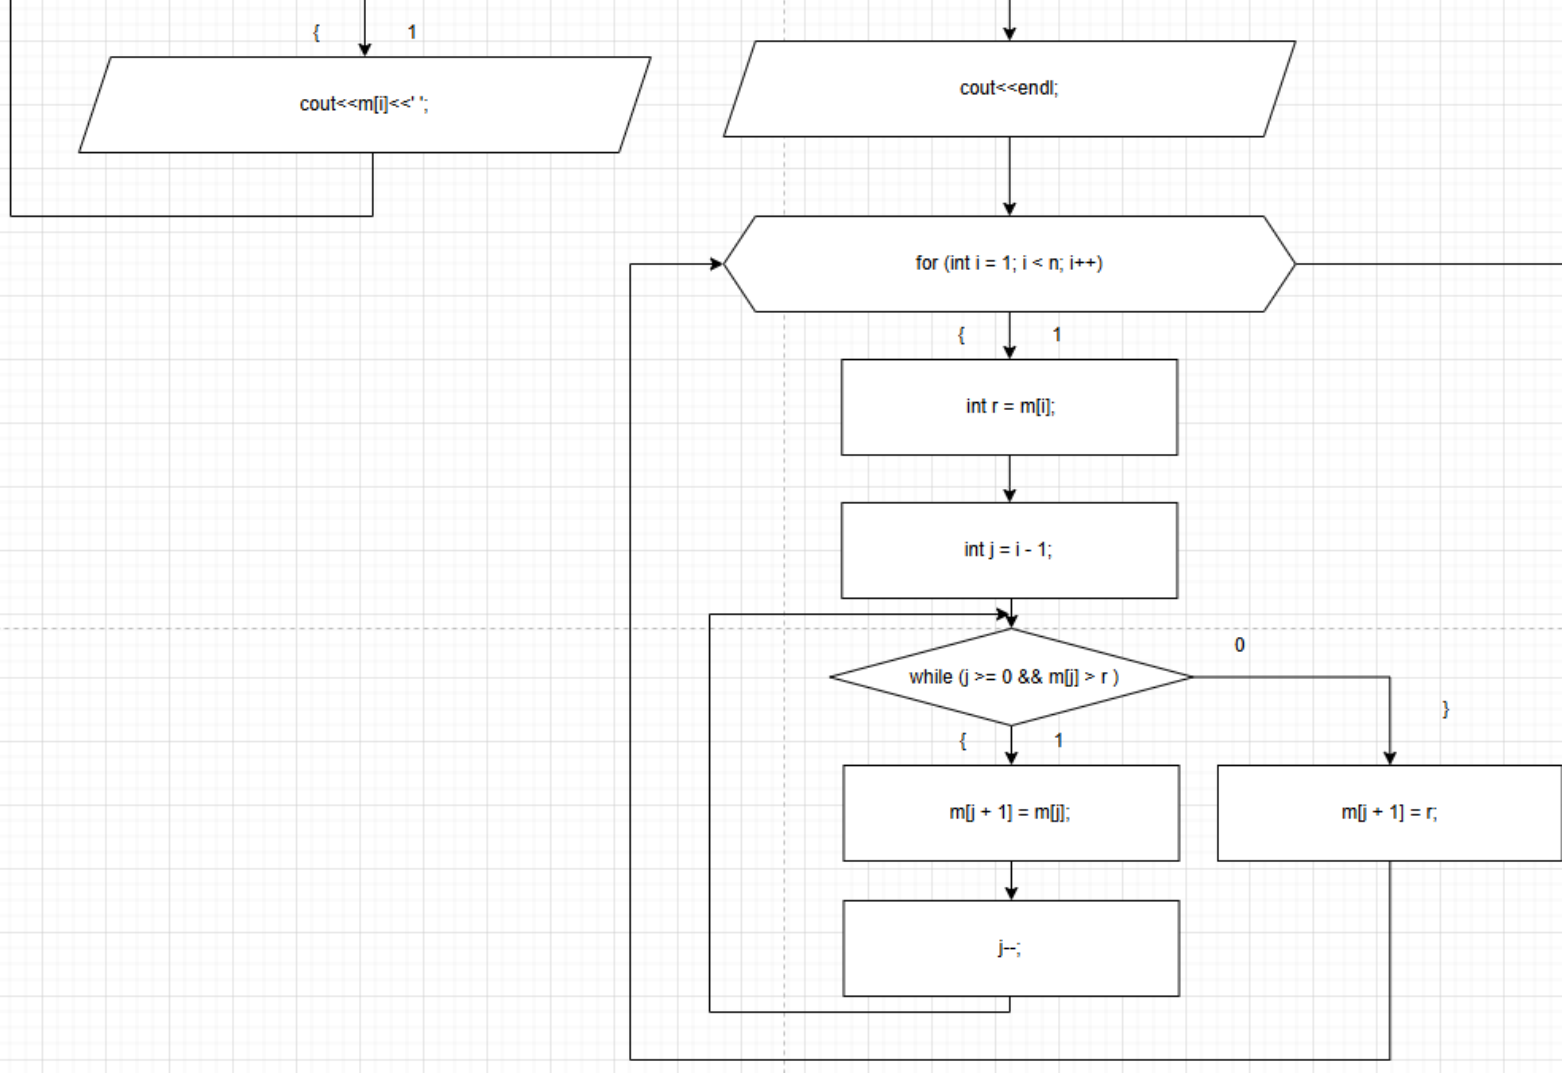 { 1
cout<<m[i]<<' ';
cout<<endl;
for (int i = 1; i < n; i++)
{ 1
int r = m[i];
int j = i - 1;
while (j >= 0 && m[j] > r )
0
}
{ 1
m[j + 1] = m[j];
m[j + 1] = r;
j--;